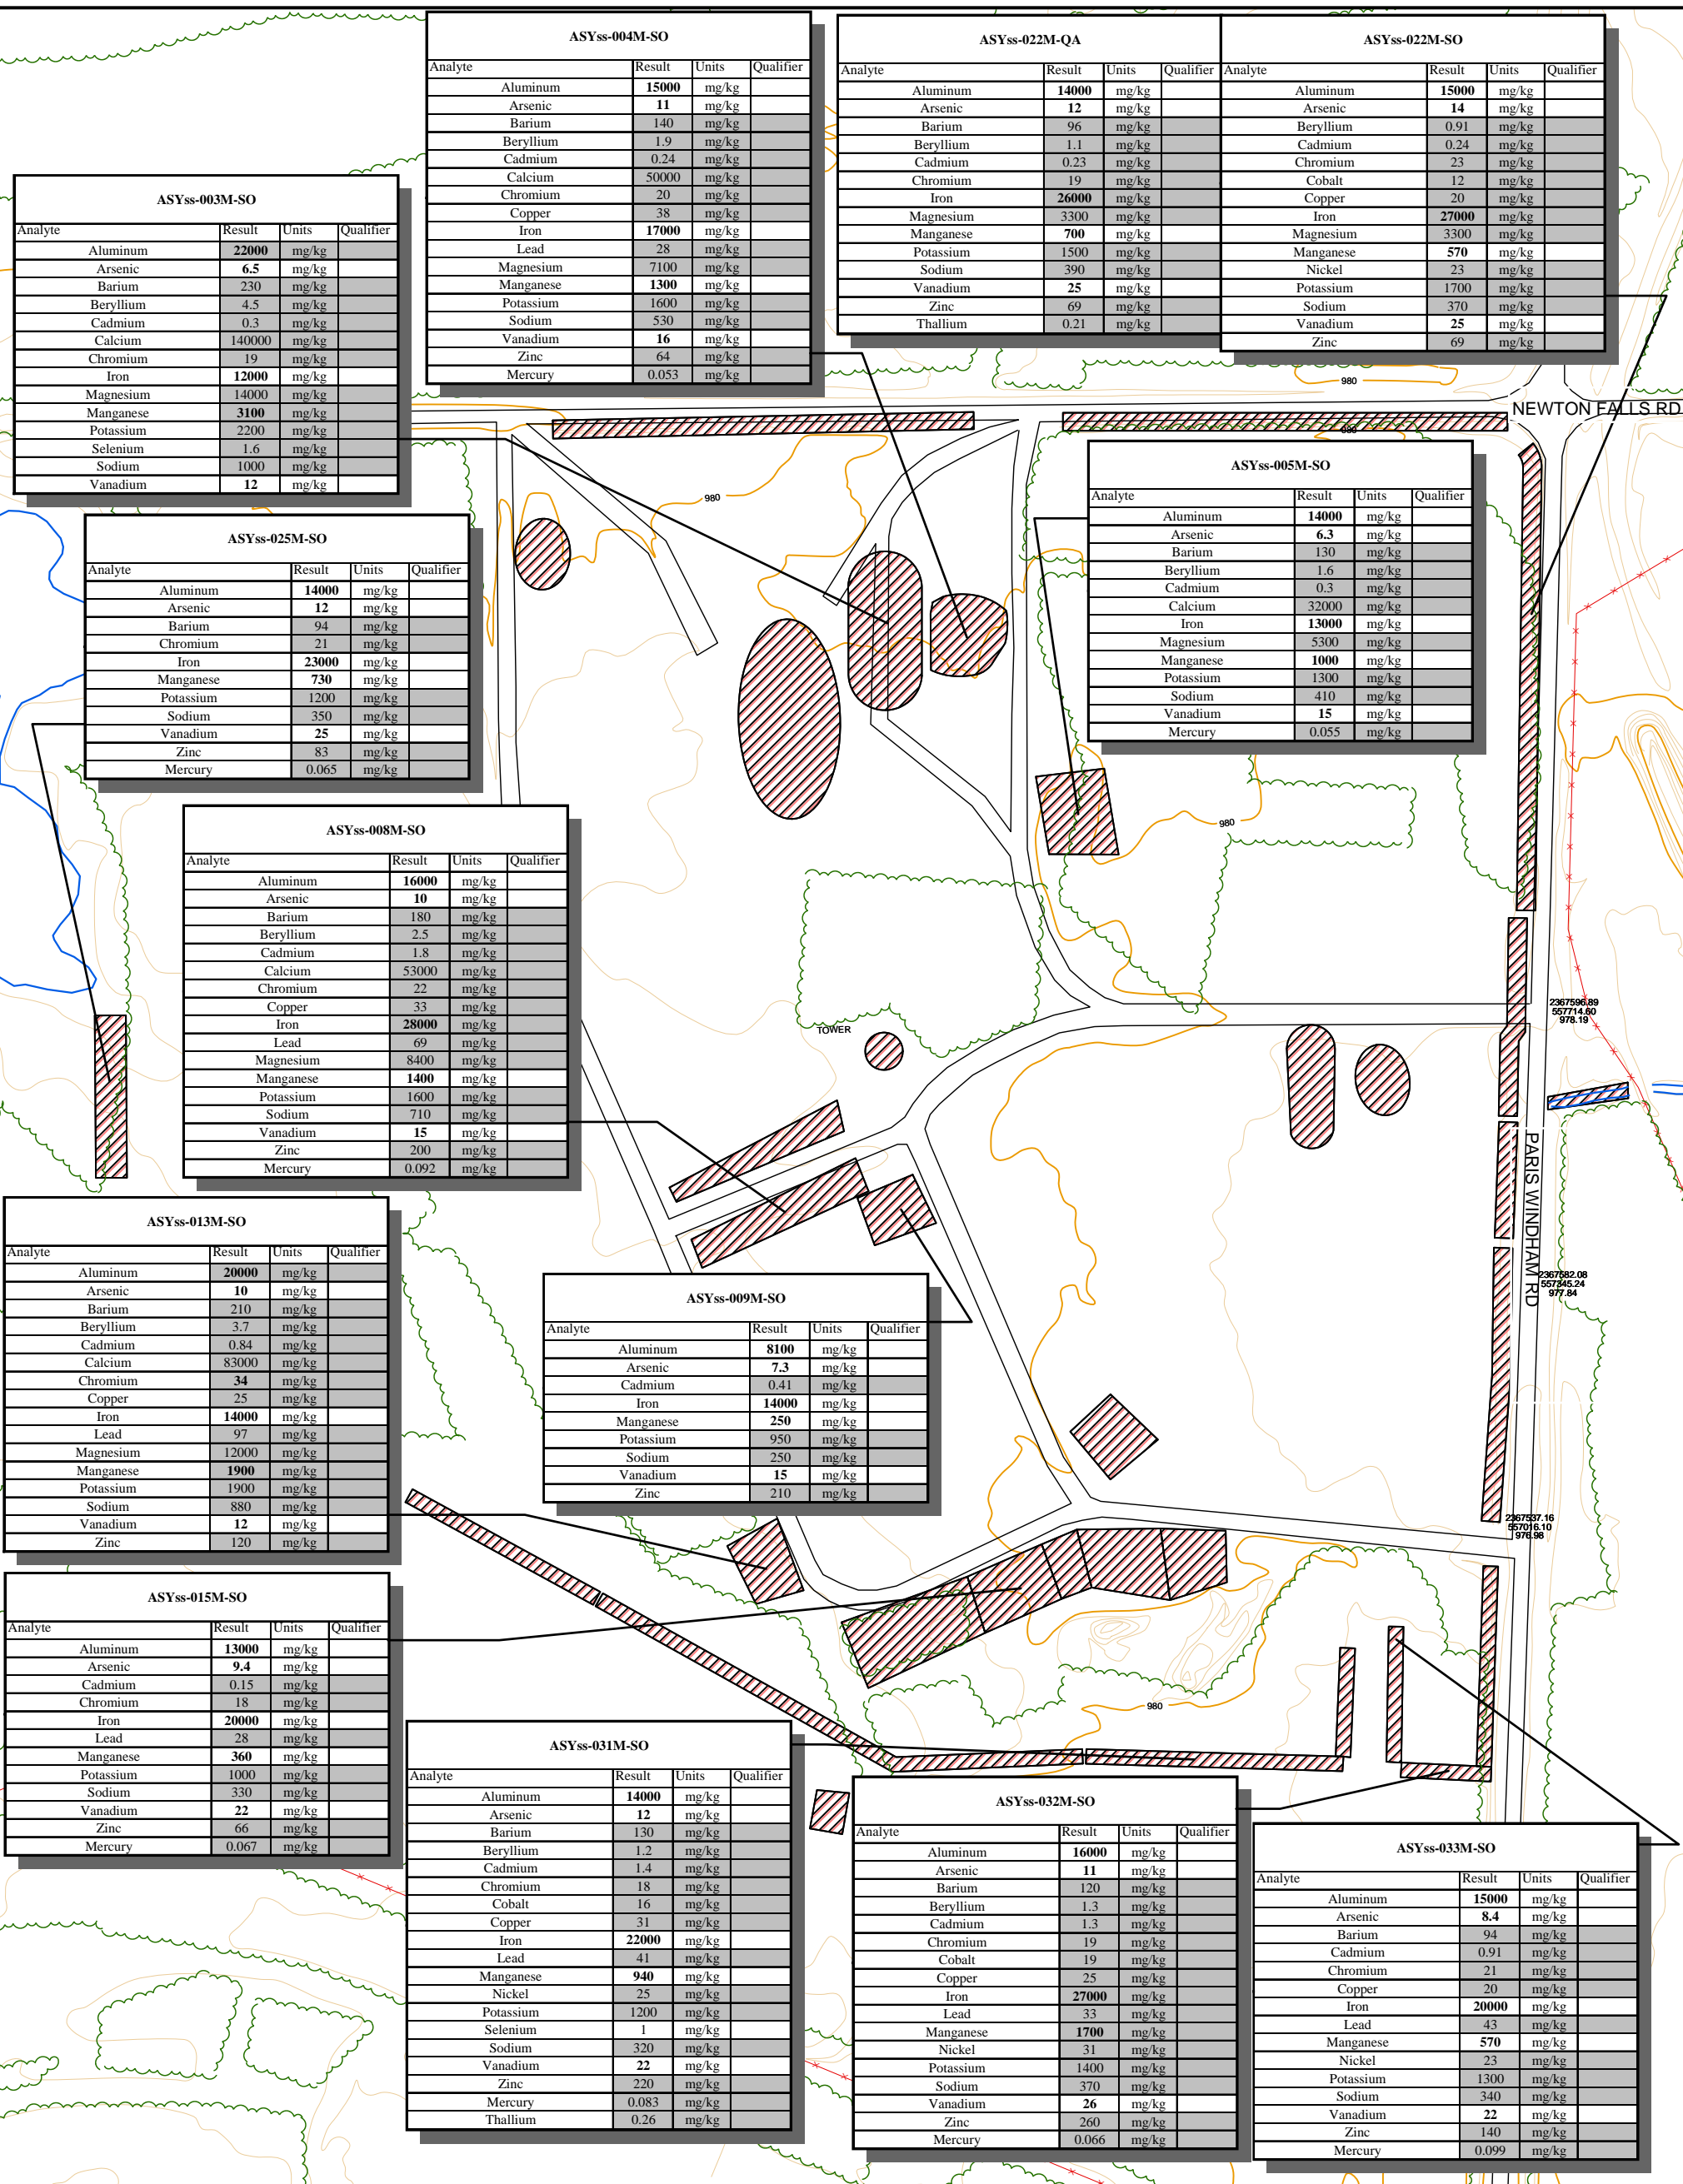 ASYss-004M-SO
Analyte Result Units Qualifier
Aluminum 15000 mg/kg
Arsenic 11 mg/kg
Barium 140 mg/kg
Beryllium 1.9 mg/kg
Cadmium 0.24 mg/kg
Calcium 50000 mg/kg
Chromium 20 mg/kg
Copper 38 mg/kg
Iron 17000 mg/kg
Lead 28 mg/kg
Magnesium 7100 mg/kg
Manganese 1300 mg/kg
Potassium 1600 mg/kg
Sodium 530 mg/kg
Vanadium 16 mg/kg
Zinc 64 mg/kg
Mercury 0.053 mg/kg
ASYss-022M-QA
Analyte Result Units Qualifier
Aluminum 14000 mg/kg
Arsenic 12 mg/kg
Barium 96 mg/kg
Beryllium 1.1 mg/kg
Cadmium 0.23 mg/kg
Chromium 19 mg/kg
Iron 26000 mg/kg
Magnesium 3300 mg/kg
Manganese 700 mg/kg
Potassium 1500 mg/kg
Sodium 390 mg/kg
Vanadium 25 mg/kg
Zinc 69 mg/kg
Thallium 0.21 mg/kg
ASYss-022M-SO
Analyte Result Units Qualifier
Aluminum 15000 mg/kg
Arsenic 14 mg/kg
Beryllium 0.91 mg/kg
Cadmium 0.24 mg/kg
Chromium 23 mg/kg
Cobalt 12 mg/kg
Copper 20 mg/kg
Iron 27000 mg/kg
Magnesium 3300 mg/kg
Manganese 570 mg/kg
Nickel 23 mg/kg
Potassium 1700 mg/kg
Sodium 370 mg/kg
Vanadium 25 mg/kg
Zinc 69 mg/kg
ASYss-003M-SO
Analyte Result Units Qualifier
Aluminum 22000 mg/kg
Arsenic 6.5 mg/kg
Barium 230 mg/kg
Beryllium 4.5 mg/kg
Cadmium 0.3 mg/kg
Calcium 140000 mg/kg
Chromium 19 mg/kg
Iron 12000 mg/kg
Magnesium 14000 mg/kg
Manganese 3100 mg/kg
Potassium 2200 mg/kg
Selenium 1.6 mg/kg
Sodium 1000 mg/kg
Vanadium 12 mg/kg
980
NEWTON FALLS RD
980
980
ASYss-005M-SO
Analyte Result Units Qualifier
Aluminum 14000 mg/kg
Arsenic 6.3 mg/kg
Barium 130 mg/kg
Beryllium 1.6 mg/kg
Cadmium 0.3 mg/kg
Calcium 32000 mg/kg
Iron 13000 mg/kg
Magnesium 5300 mg/kg
Manganese 1000 mg/kg
Potassium 1300 mg/kg
Sodium 410 mg/kg
Vanadium 15 mg/kg
Mercury 0.055 mg/kg
ASYss-025M-SO
Analyte Result Units Qualifier
Aluminum 14000 mg/kg
Arsenic 12 mg/kg
Barium 94 mg/kg
Chromium 21 mg/kg
Iron 23000 mg/kg
Manganese 730 mg/kg
Potassium 1200 mg/kg
Sodium 350 mg/kg
Vanadium 25 mg/kg
Zinc 83 mg/kg
Mercury 0.065 mg/kg
980
ASYss-008M-SO
Analyte Result Units Qualifier
Aluminum 16000 mg/kg
Arsenic 10 mg/kg
Barium 180 mg/kg
Beryllium 2.5 mg/kg
Cadmium 1.8 mg/kg
Calcium 53000 mg/kg
Chromium 22 mg/kg
Copper 33 mg/kg
Iron 28000 mg/kg
Lead 69 mg/kg
Magnesium 8400 mg/kg
Manganese 1400 mg/kg
Potassium 1600 mg/kg
Sodium 710 mg/kg
Vanadium 15 mg/kg
Zinc 200 mg/kg
Mercury 0.092 mg/kg
TOWER
2367596.89
557714.60
978.19
PARIS WINDHAM RD
2367582.08
557345.24
977.84
ASYss-013M-SO
Analyte Result Units Qualifier
Aluminum 20000 mg/kg
Arsenic 10 mg/kg
Barium 210 mg/kg
Beryllium 3.7 mg/kg
Cadmium 0.84 mg/kg
Calcium 83000 mg/kg
Chromium 34 mg/kg
Copper 25 mg/kg
Iron 14000 mg/kg
Lead 97 mg/kg
Magnesium 12000 mg/kg
Manganese 1900 mg/kg
Potassium 1900 mg/kg
Sodium 880 mg/kg
Vanadium 12 mg/kg
Zinc 120 mg/kg
ASYss-009M-SO
Analyte Result Units Qualifier
Aluminum 8100 mg/kg
Arsenic 7.3 mg/kg
Cadmium 0.41 mg/kg
Iron 14000 mg/kg
Manganese 250 mg/kg
Potassium 950 mg/kg
Sodium 250 mg/kg
Vanadium 15 mg/kg
Zinc 210 mg/kg
2367537.16
557016.10
976.98
ASYss-015M-SO
Analyte Result Units Qualifier
Aluminum 13000 mg/kg
Arsenic 9.4 mg/kg
Cadmium 0.15 mg/kg
Chromium 18 mg/kg
Iron 20000 mg/kg
Lead 28 mg/kg
Manganese 360 mg/kg
Potassium 1000 mg/kg
Sodium 330 mg/kg
Vanadium 22 mg/kg
Zinc 66 mg/kg
Mercury 0.067 mg/kg
980
ASYss-031M-SO
Analyte Result Units Qualifier
Aluminum 14000 mg/kg
Arsenic 12 mg/kg
Barium 130 mg/kg
Beryllium 1.2 mg/kg
Cadmium 1.4 mg/kg
Chromium 18 mg/kg
Cobalt 16 mg/kg
Copper 31 mg/kg
Iron 22000 mg/kg
Lead 41 mg/kg
Manganese 940 mg/kg
Nickel 25 mg/kg
Potassium 1200 mg/kg
Selenium 1 mg/kg
Sodium 320 mg/kg
Vanadium 22 mg/kg
Zinc 220 mg/kg
Mercury 0.083 mg/kg
Thallium 0.26 mg/kg
ASYss-032M-SO
Analyte Result Units Qualifier
Aluminum 16000 mg/kg
Arsenic 11 mg/kg
Barium 120 mg/kg
Beryllium 1.3 mg/kg
Cadmium 1.3 mg/kg
Chromium 19 mg/kg
Cobalt 19 mg/kg
Copper 25 mg/kg
Iron 27000 mg/kg
Lead 33 mg/kg
Manganese 1700 mg/kg
Nickel 31 mg/kg
Potassium 1400 mg/kg
Sodium 370 mg/kg
Vanadium 26 mg/kg
Zinc 260 mg/kg
Mercury 0.066 mg/kg
ASYss-033M-SO
Analyte Result Units Qualifier
Aluminum 15000 mg/kg
Arsenic 8.4 mg/kg
Barium 94 mg/kg
Cadmium 0.91 mg/kg
Chromium 21 mg/kg
Copper 20 mg/kg
Iron 20000 mg/kg
Lead 43 mg/kg
Manganese 570 mg/kg
Nickel 23 mg/kg
Potassium 1300 mg/kg
Sodium 340 mg/kg
Vanadium 22 mg/kg
Zinc 140 mg/kg
Mercury 0.099 mg/kg